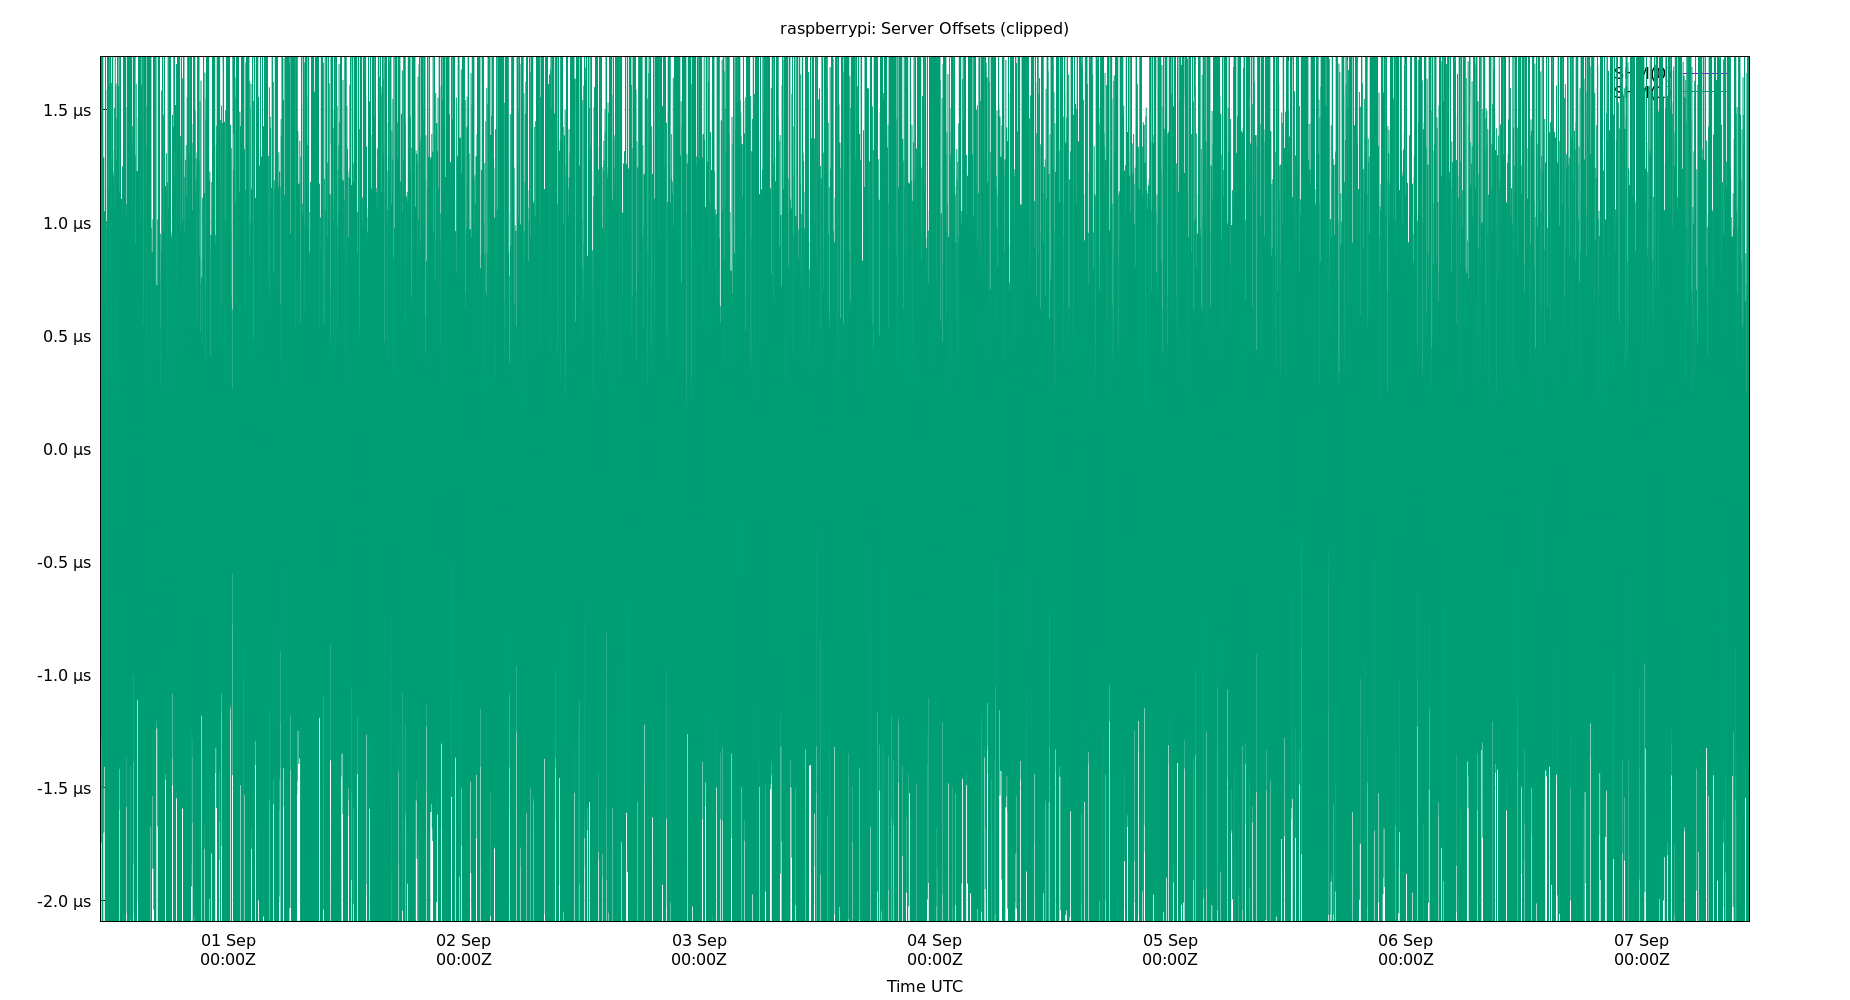 raspberrypi: Server Offsets (clipped)
1.5 µs
1.0 µs
0.5 µs
0.0 µs
-0.5 µs
-1.0 µs
-1.5 µs
-2.0 µs
01 Sep 02 Sep 03 Sep 04 Sep 05 Sep 06 Sep 07 Sep
00:00Z 00:00Z 00:00Z 00:00Z 00:00Z 00:00Z 00:00Z
Time UTC